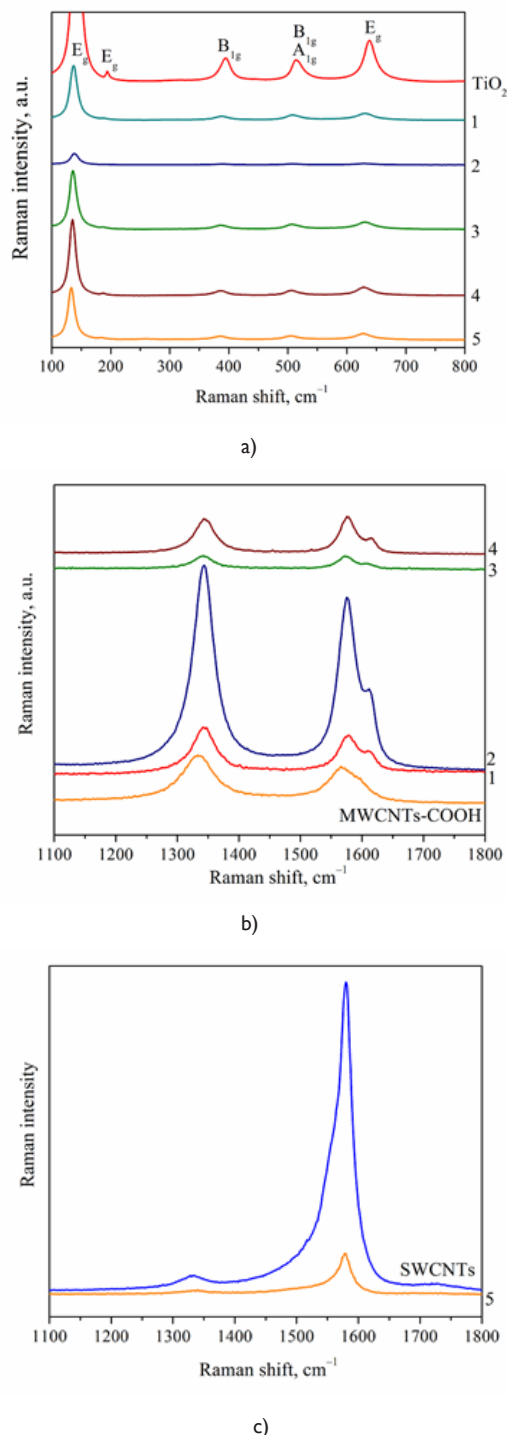 B₁g
E_g
E_g
B₁g
A₁g
E_g
TiO₂
1
2
3
4
5
Raman intensity, a.u.
100 200 300 400 500 600 700 800
Raman shift, cm⁻¹
a)
4
3
2
1
MWCNTs-COOH
Raman intensity, a.u.
1100 1200 1300 1400 1500 1600 1700 1800
Raman shift, cm⁻¹
b)
SWCNTs
5
Raman intensity
1100 1200 1300 1400 1500 1600 1700 1800
Raman shift, cm⁻¹
c)